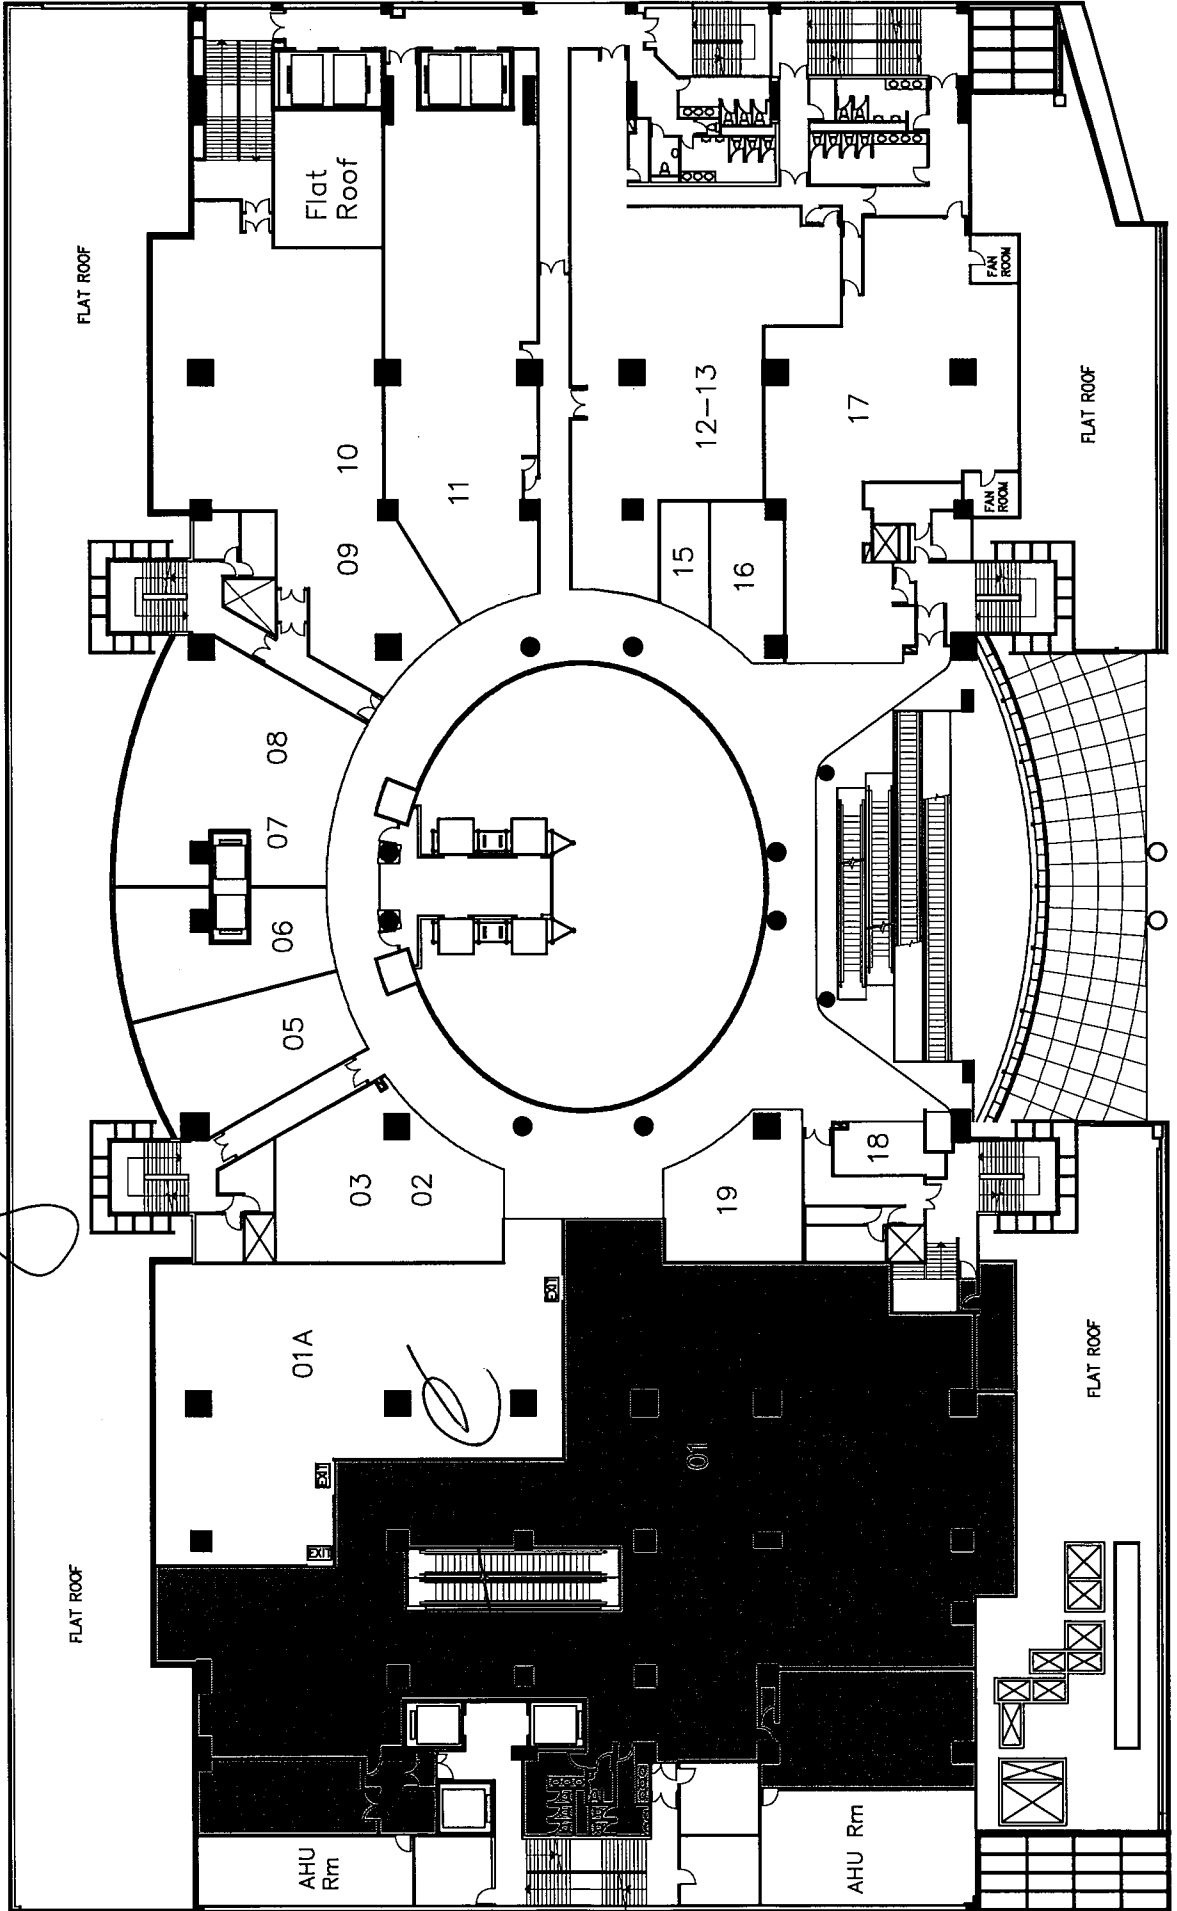 FLAT ROOF
Flat
Roof
FAN
ROOM
FLAT ROOF
10
11
12-13
17
FAN
ROOM
09
15
16
08
07
06
05
03
02
18
19
01A
LDG
EXIT
EXIT
01
FLAT ROOF
FLAT ROOF
AHU
Rm
AHU Rm